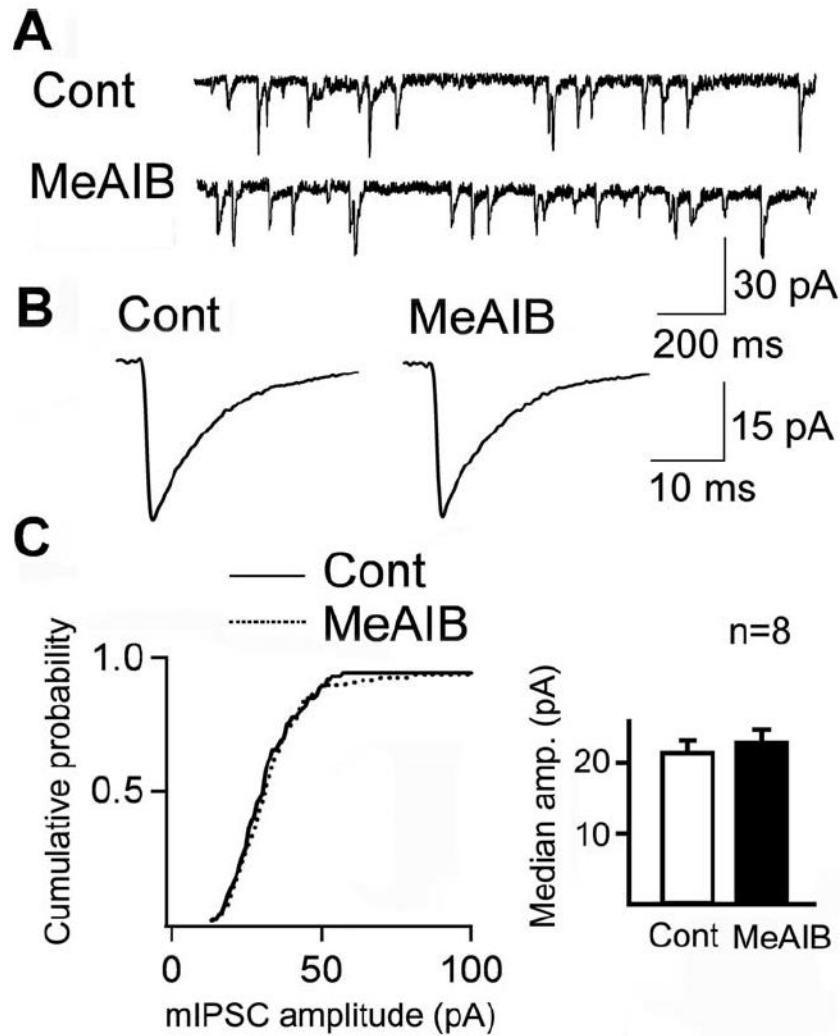 A
Cont
MeAIB
30 pA
200 ms
B
Cont
MeAIB
15 pA
10 ms
C
Cont
MeAIB
n=8
Cumulative probability
1.0
0.5
0
50
100
mIPSC amplitude (pA)
Median amp. (pA)
20
10
Cont
MeAIB